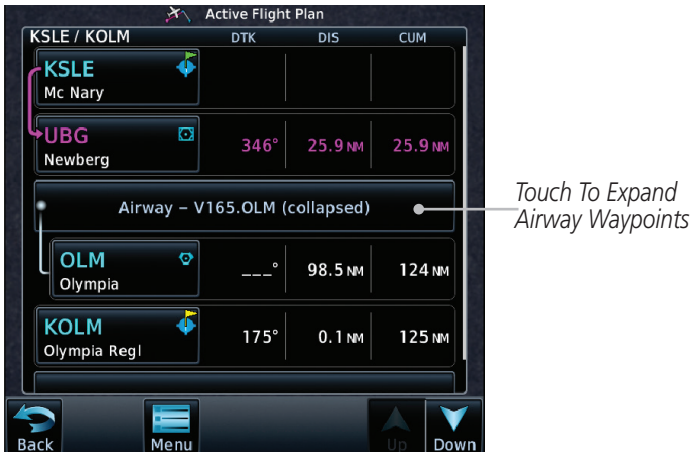 Active Flight Plan
KSLE / KOLM DTK DIS CUM
KSLE
Mc Nary
UBG 346° 25.9 NM 25.9 NM
Newberg
Airway – V165.OLM (collapsed)
Touch To Expand
Airway Waypoints
OLM ___° 98.5 NM 124 NM
Olympia
KOLM 175° 0.1 NM 125 NM
Olympia Regl
Back Menu Up Down